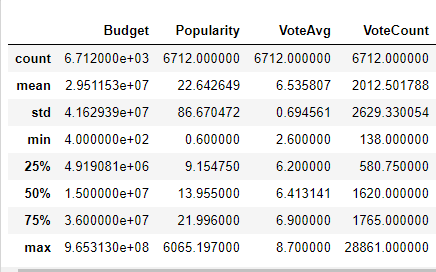 Budget Popularity VoteAvg VoteCount
count 6.712000e+03 6712.000000 6712.000000 6712.000000
mean 2.951153e+07 22.642649 6.535807 2012.501788
std 4.162939e+07 86.670472 0.694561 2629.330054
min 4.000000e+02 0.600000 2.600000 138.000000
25% 4.919081e+06 9.154750 6.200000 580.750000
50% 1.500000e+07 13.955000 6.413141 1620.000000
75% 3.600000e+07 21.996000 6.900000 1765.000000
max 9.653130e+08 6065.197000 8.700000 28861.000000